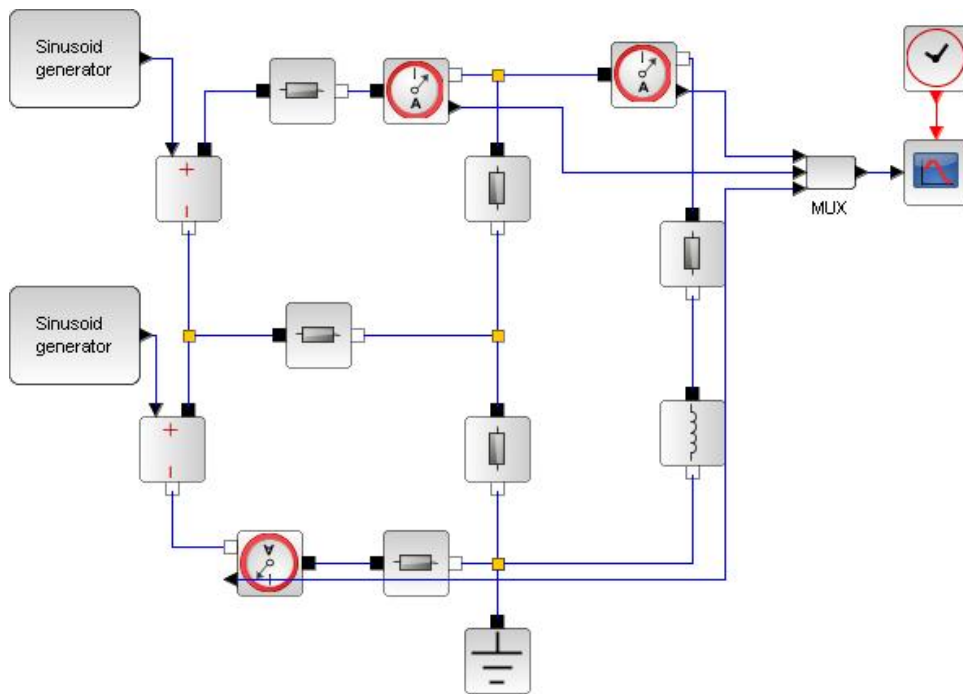 Sinusoid
generator
A
MUX
Sinusoid
generator
A